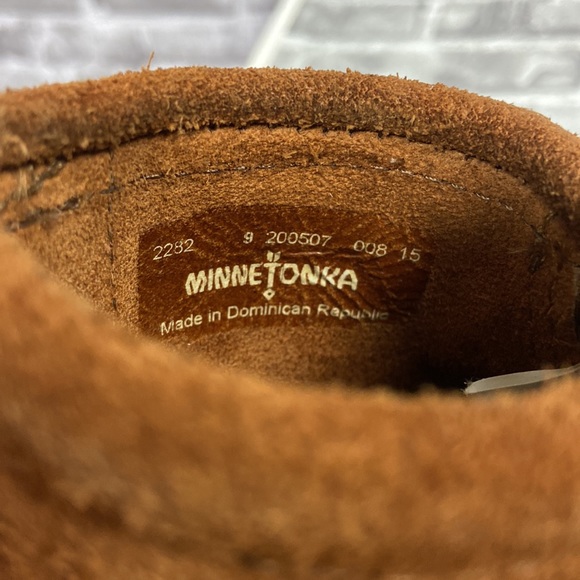 2282 9 200507 008 15
MINNETONKA
Made in Dominican Republic